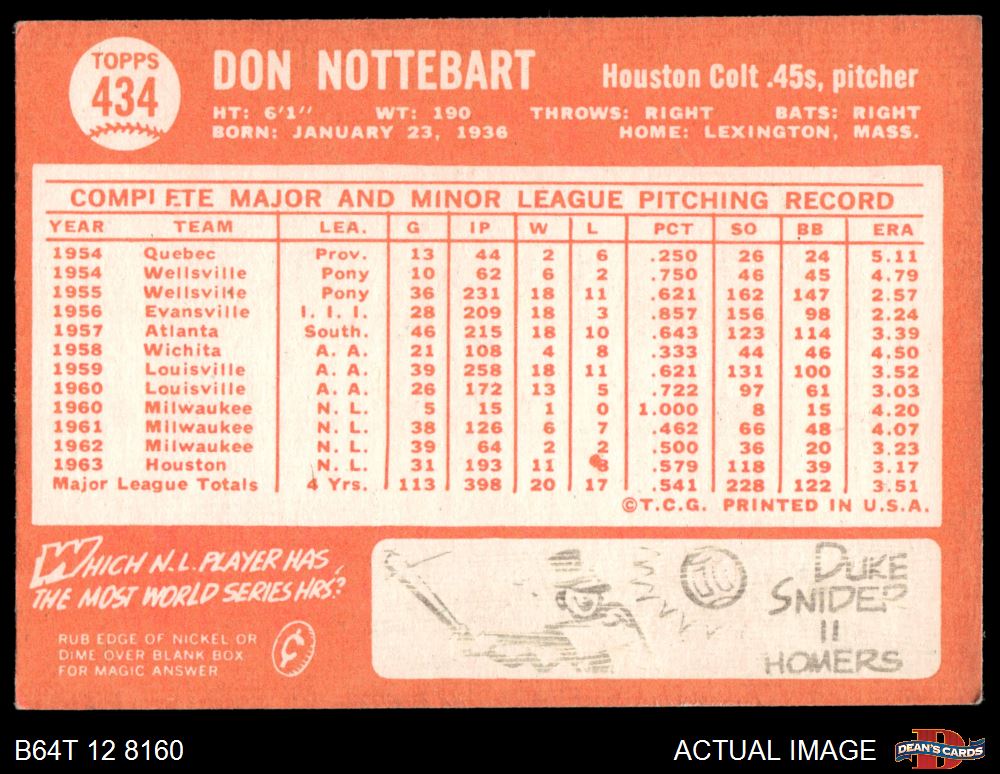 TOPPS
434
DON NOTTEBART
Houston Colt .45s, pitcher
HT: 6'1" WT: 190 THROWS: RIGHT BATS: RIGHT
BORN: JANUARY 23, 1936 HOME: LEXINGTON, MASS.
COMPLETE MAJOR AND MINOR LEAGUE PITCHING RECORD
YEAR TEAM LEA. G IP W L PCT SO BB ERA
1954 Quebec Prov. 13 44 2 6 .250 26 24 5.11
1954 Wellsville Pony 10 62 6 2 .750 46 45 4.79
1955 Wellsville Pony 36 231 18 11 .621 162 147 2.57
1956 Evansville I. I. I. 28 209 18 3 .857 156 98 2.24
1957 Atlanta South. 46 215 18 10 .643 123 114 3.39
1958 Wichita A. A. 21 108 4 8 .333 44 46 4.50
1959 Louisville A. A. 39 258 18 11 .621 131 100 3.52
1960 Louisville A. A. 26 172 13 5 .722 97 61 3.03
1960 Milwaukee N. L. 5 15 1 0 1.000 8 15 4.20
1961 Milwaukee N. L. 38 126 6 7 .462 66 48 4.07
1962 Milwaukee N. L. 39 64 2 2 .500 36 20 3.23
1963 Houston N. L. 31 193 11 8 .579 118 39 3.17
Major League Totals 4 Yrs. 113 398 20 17 .541 228 122 3.51
©T.C.G. PRINTED IN U.S.A.
WHICH N.L. PLAYER HAS
THE MOST WORLD SERIES HRS?
RUB EDGE OF NICKEL OR
DIME OVER BLANK BOX
FOR MAGIC ANSWER
DUKE
SNIDER
11
HOMERS
B64T 12 8160
ACTUAL IMAGE
DEAN'S CARDS